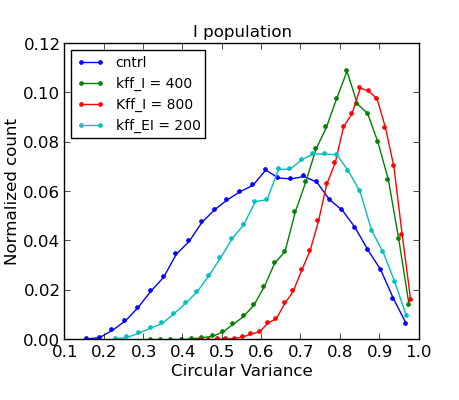 I population
cntrl
kff_I = 400
Kff_I = 800
kff_EI = 200
0.12
0.10
0.08
0.06
0.04
0.02
0.00
Normalized count
0.1 0.2 0.3 0.4 0.5 0.6 0.7 0.8 0.9 1.0
Circular Variance